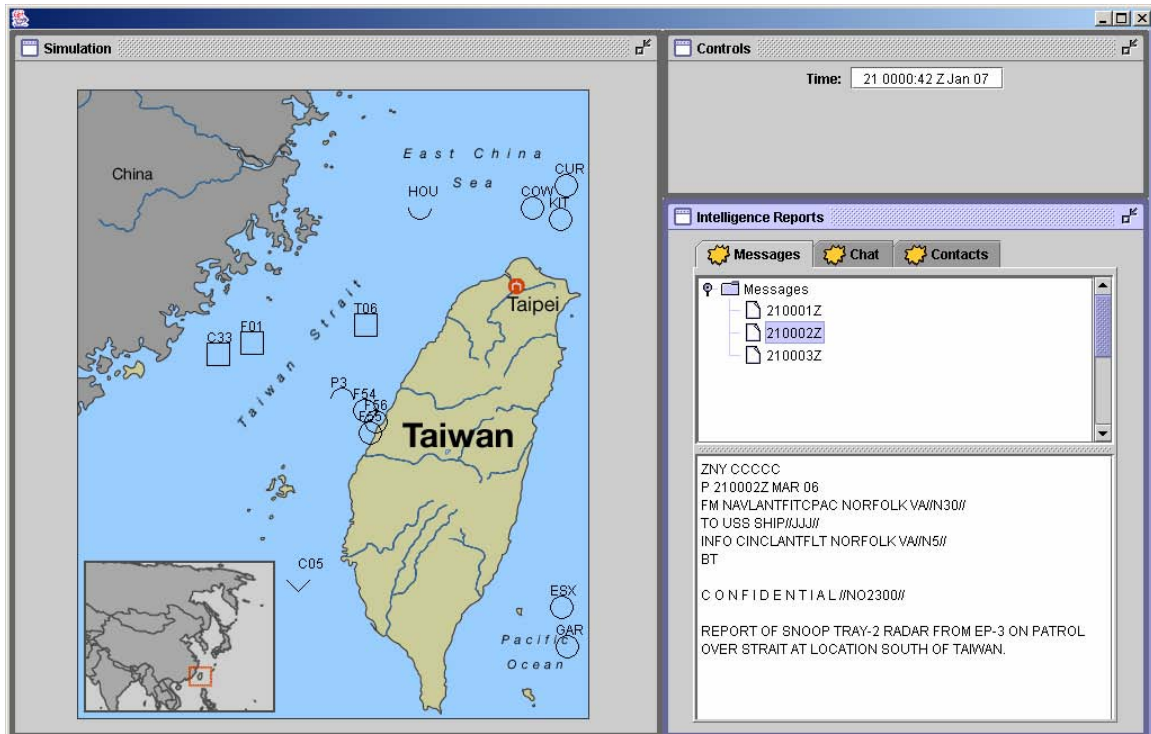 Simulation
China
East China
Sea
CUR
HOU
COW
KIT
Taipei
Taiwan Strait
T06
F01
C33
P3
F54
F56
F55
Taiwan
C05
ESX
GAR
Pacific
Ocean
Controls
Time: 21 0000:42 Z Jan 07
Intelligence Reports
Messages Chat Contacts
Messages
210001Z
210002Z
210003Z
ZNY CCCCC
P 210002Z MAR 06
FM NAVLANTFITCPAC NORFOLK VA//N30//
TO USS SHIP//JJJ//
INFO CINCLANTFLT NORFOLK VA//N5//
BT
C O N F I D E N T I A L //NO2300//
REPORT OF SNOOP TRAY-2 RADAR FROM EP-3 ON PATROL
OVER STRAIT AT LOCATION SOUTH OF TAIWAN.